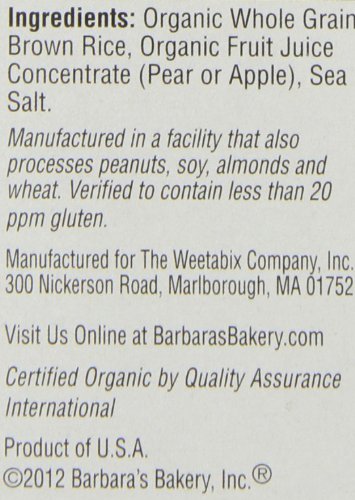 Ingredients: Organic Whole Grain
Brown Rice, Organic Fruit Juice
Concentrate (Pear or Apple), Sea
Salt.
Manufactured in a facility that also
processes peanuts, soy, almonds and
wheat. Verified to contain less than 20
ppm gluten.
Manufactured for The Weetabix Company, Inc.
300 Nickerson Road, Marlborough, MA 01752
Visit Us Online at BarbarasBakery.com
Certified Organic by Quality Assurance
International
Product of U.S.A.
©2012 Barbara's Bakery, Inc.®